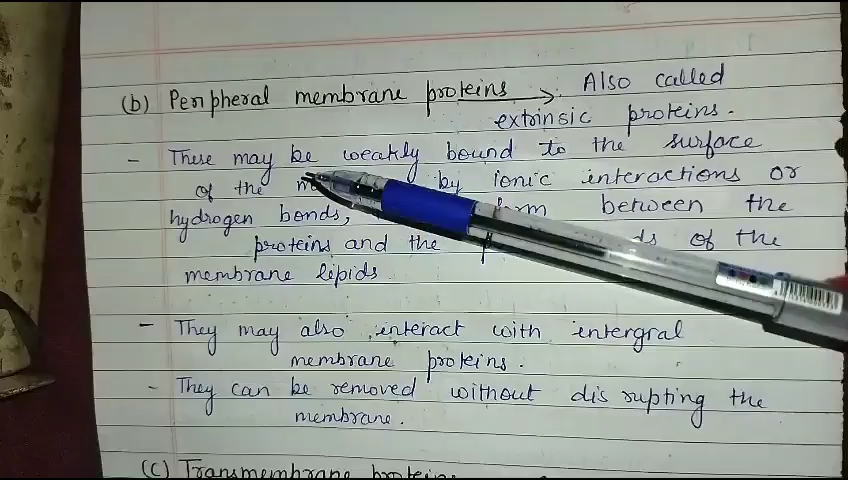 (b) Peripheral membrane proteins → Also called
extrinsic proteins.
- These may be weakly bound to the surface
of the by ionic interactions or
hydrogen bonds, between the
proteins and the of the
membrane lipids.
- They may also interact with intergral
membrane proteins.
- They can be removed without disrupting the
membrane.
(c) Transmembrane proteins